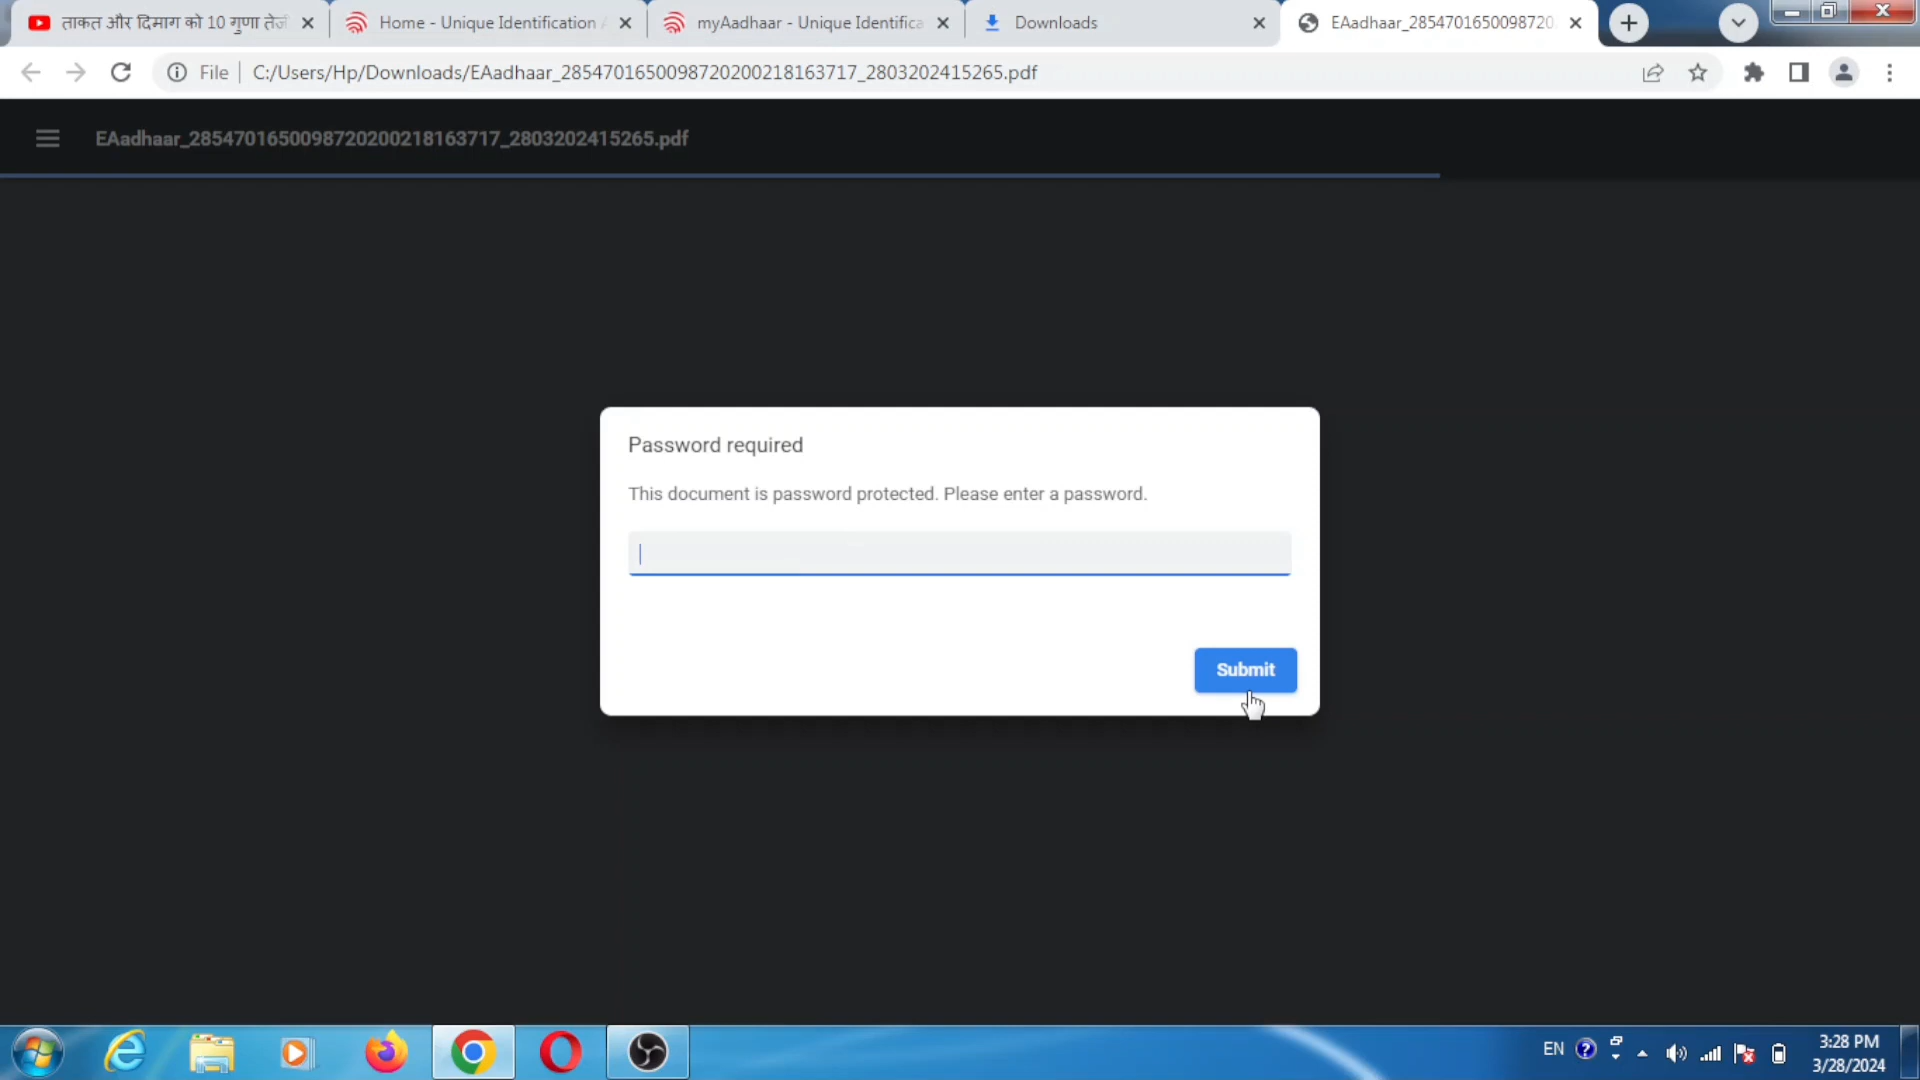 ताकत और दिमाग को 10 गुणा तेज़ी
Home - Unique Identification A
myAadhaar - Unique Identifica
Downloads
EAadhaar_285470165009872020
File
C:/Users/Hp/Downloads/EAadhaar_2854701650098720200218163717_2803202415265.pdf
EAadhaar_2854701650098720200218163717_2803202415265.pdf
Password required
This document is password protected. Please enter a password.
Submit
EN
3:28 PM
3/28/2024